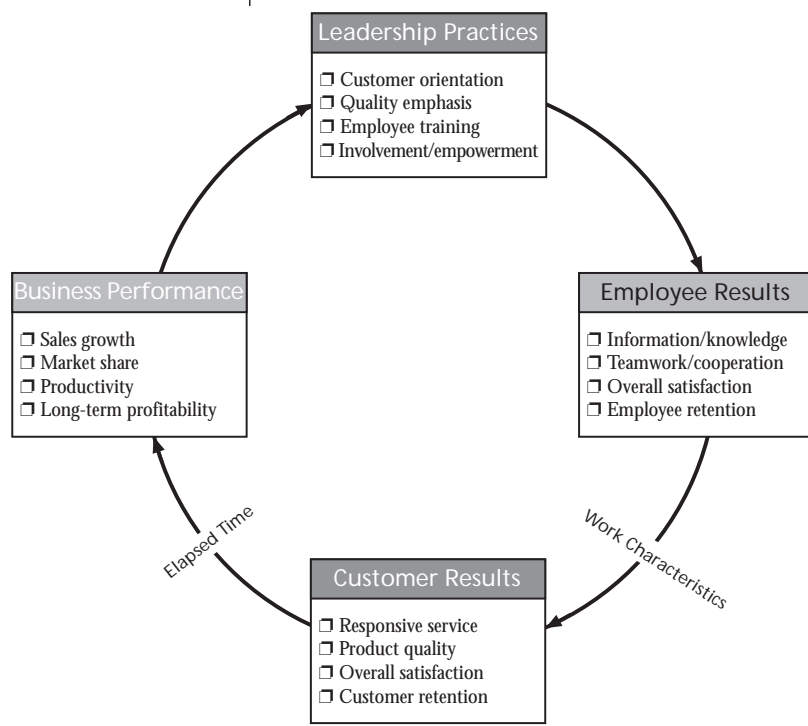 Leadership Practices
❐ Customer orientation
❐ Quality emphasis
❐ Employee training
❐ Involvement/empowerment
Business Performance
❐ Sales growth
❐ Market share
❐ Productivity
❐ Long-term profitability
Employee Results
❐ Information/knowledge
❐ Teamwork/cooperation
❐ Overall satisfaction
❐ Employee retention
Elapsed Time
Work Characteristics
Customer Results
❐ Responsive service
❐ Product quality
❐ Overall satisfaction
❐ Customer retention